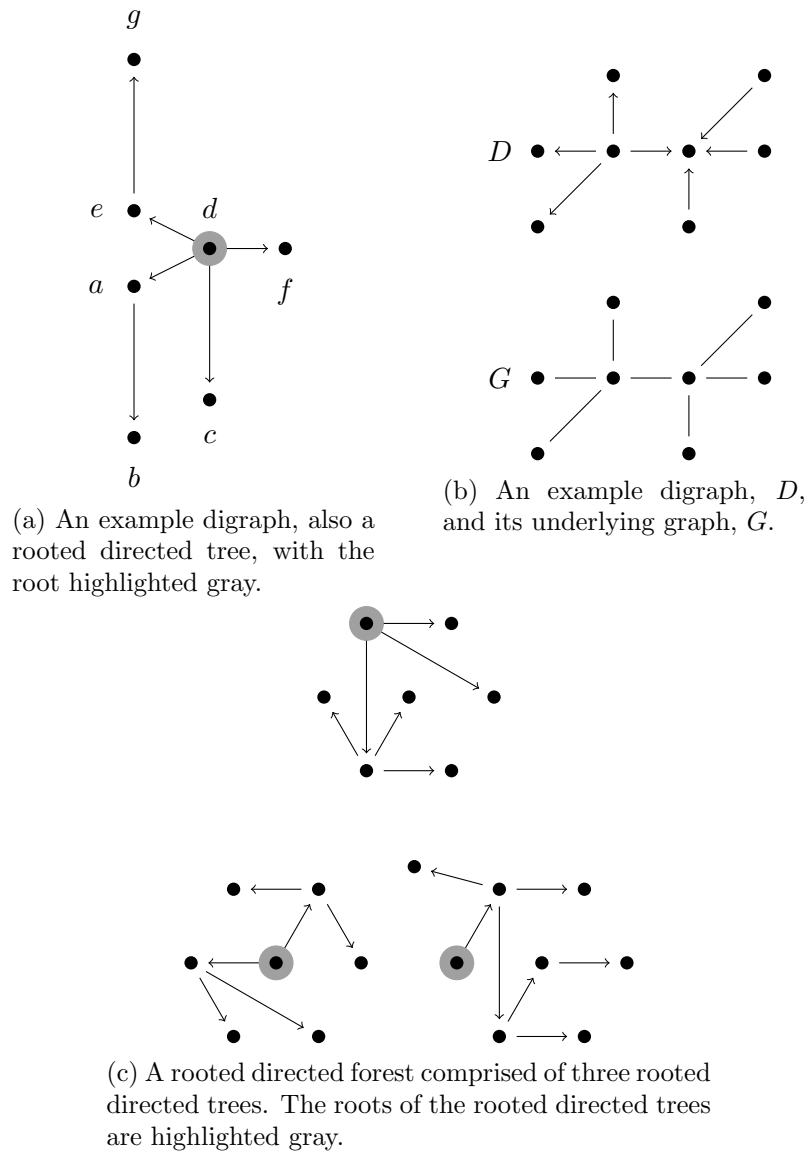 g
e
d
a
f
c
b
(a) An example digraph, also a
rooted directed tree, with the
root highlighted gray.
D
G
(b) An example digraph, D,
and its underlying graph, G.
(c) A rooted directed forest comprised of three rooted
directed trees. The roots of the rooted directed trees
are highlighted gray.